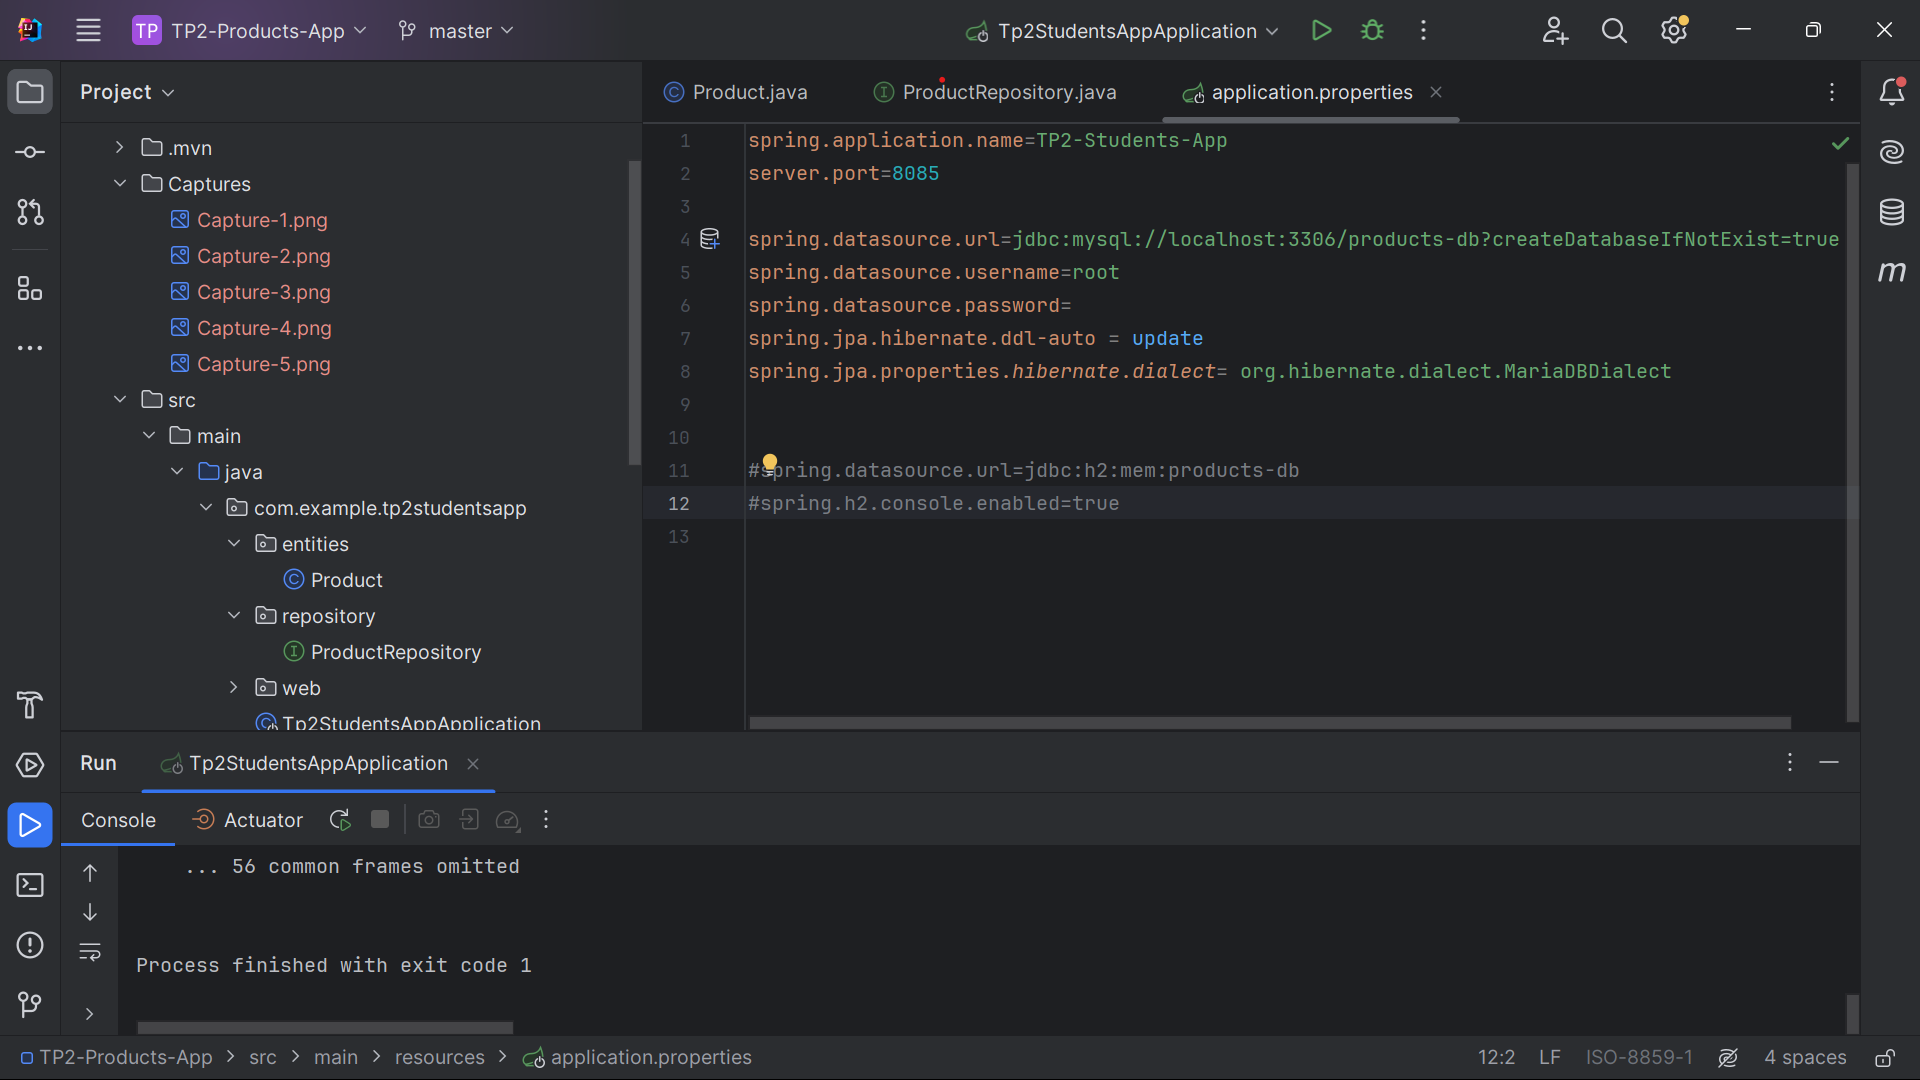 TP TP2-Products-App master Tp2StudentsAppApplication
Project
Product.java ProductRepository.java application.properties
.mvn
Captures
Capture-1.png
Capture-2.png
Capture-3.png
Capture-4.png
Capture-5.png
src
main
java
com.example.tp2studentsapp
entities
Product
repository
ProductRepository
web
Tp2StudentsAppApplication
1 spring.application.name=TP2-Students-App
2 server.port=8085
3
4 spring.datasource.url=jdbc:mysql://localhost:3306/products-db?createDatabaseIfNotExist=true
5 spring.datasource.username=root
6 spring.datasource.password=
7 spring.jpa.hibernate.ddl-auto = update
8 spring.jpa.properties.hibernate.dialect= org.hibernate.dialect.MariaDBDialect
9
10
11 #spring.datasource.url=jdbc:h2:mem:products-db
12 #spring.h2.console.enabled=true
13
m
Run Tp2StudentsAppApplication
Console Actuator
... 56 common frames omitted
Process finished with exit code 1
TP2-Products-App > src > main > resources > application.properties 12:2 LF ISO-8859-1 4 spaces